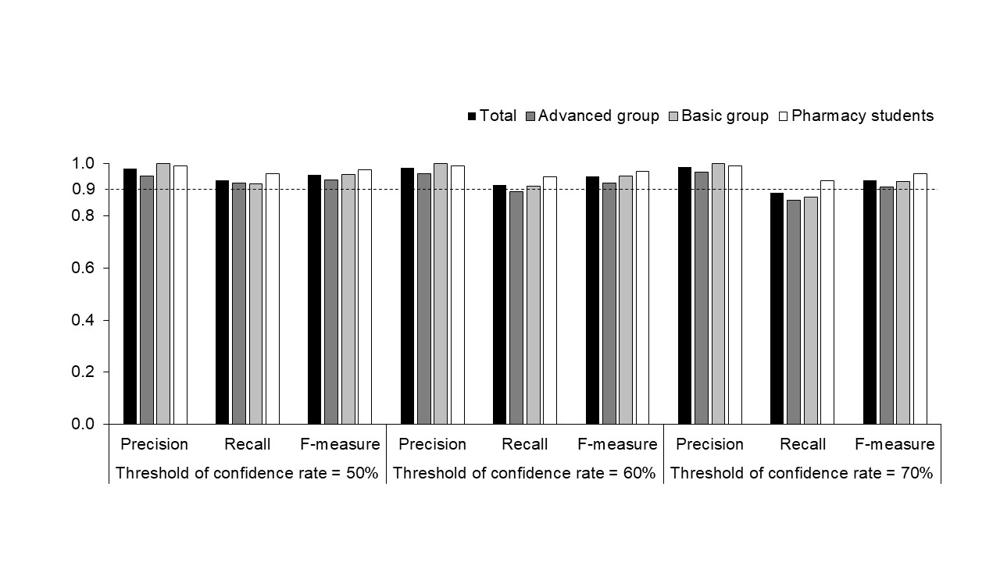 Total Advanced group Basic group Pharmacy students
1.0
0.9
0.8
0.6
0.4
0.2
0.0
Precision Recall F-measure Precision Recall F-measure Precision Recall F-measure
Threshold of confidence rate = 50% Threshold of confidence rate = 60% Threshold of confidence rate = 70%